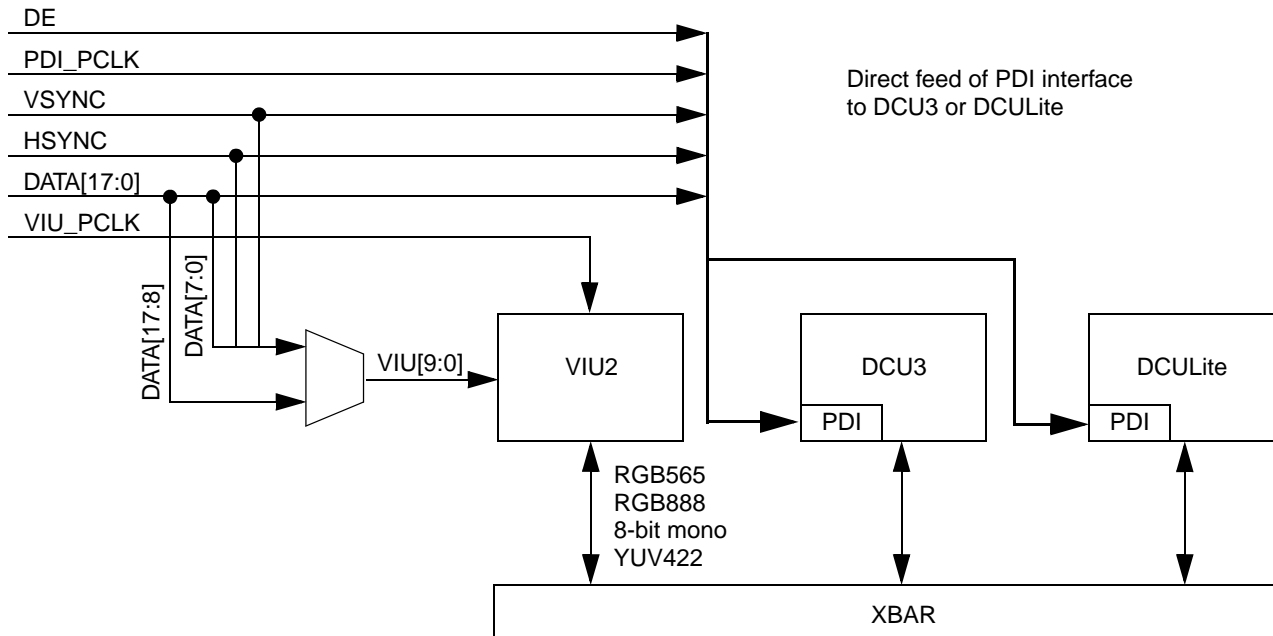 DE
PDI_PCLK
VSYNC
HSYNC
DATA[17:0]
VIU_PCLK
Direct feed of PDI interface
to DCU3 or DCULite
DATA[17:8]
DATA[7:0]
VIU[9:0]
VIU2
DCU3
PDI
DCULite
PDI
RGB565
RGB888
8-bit mono
YUV422
XBAR